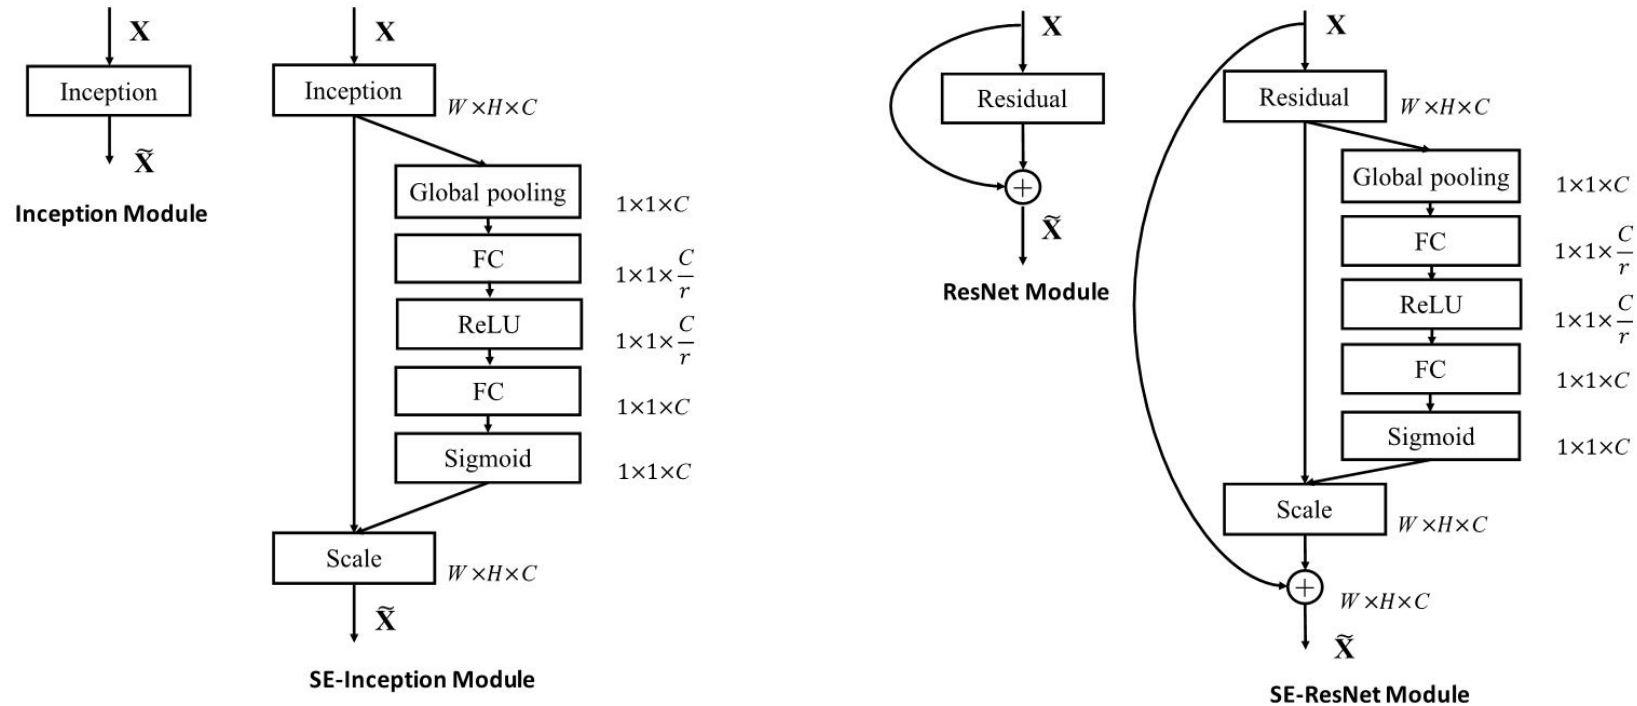 X
Inception
X̃
Inception Module
X
Inception
W×H×C
Global pooling
1×1×C
FC
1×1×C/r
ReLU
1×1×C/r
FC
1×1×C
Sigmoid
1×1×C
Scale
W×H×C
X̃
SE-Inception Module
X
Residual
+
X̃
ResNet Module
X
Residual
W×H×C
Global pooling
1×1×C
FC
1×1×C/r
ReLU
1×1×C/r
FC
1×1×C
Sigmoid
1×1×C
Scale
W×H×C
+
W×H×C
X̃
SE-ResNet Module